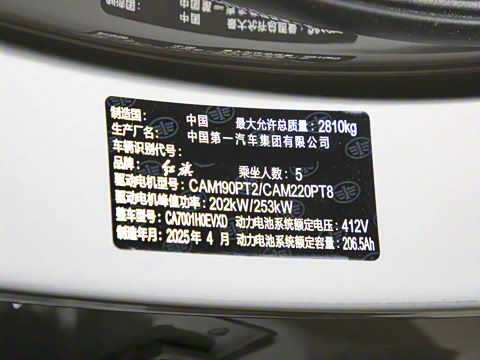 制造国： 中国 最大允许总质量：2810kg
生产厂名： 中国第一汽车集团有限公司
车辆识别代号：
品牌： 红旗 乘坐人数：5
驱动电机型号：CAM190PT2/CAM220PT8
驱动电机峰值功率：202kW/253kW
整车型号：CA7001H0EVXD 动力电池系统额定电压：412V
制造年月：2025年 4 月 动力电池系统额定容量：206.5Ah